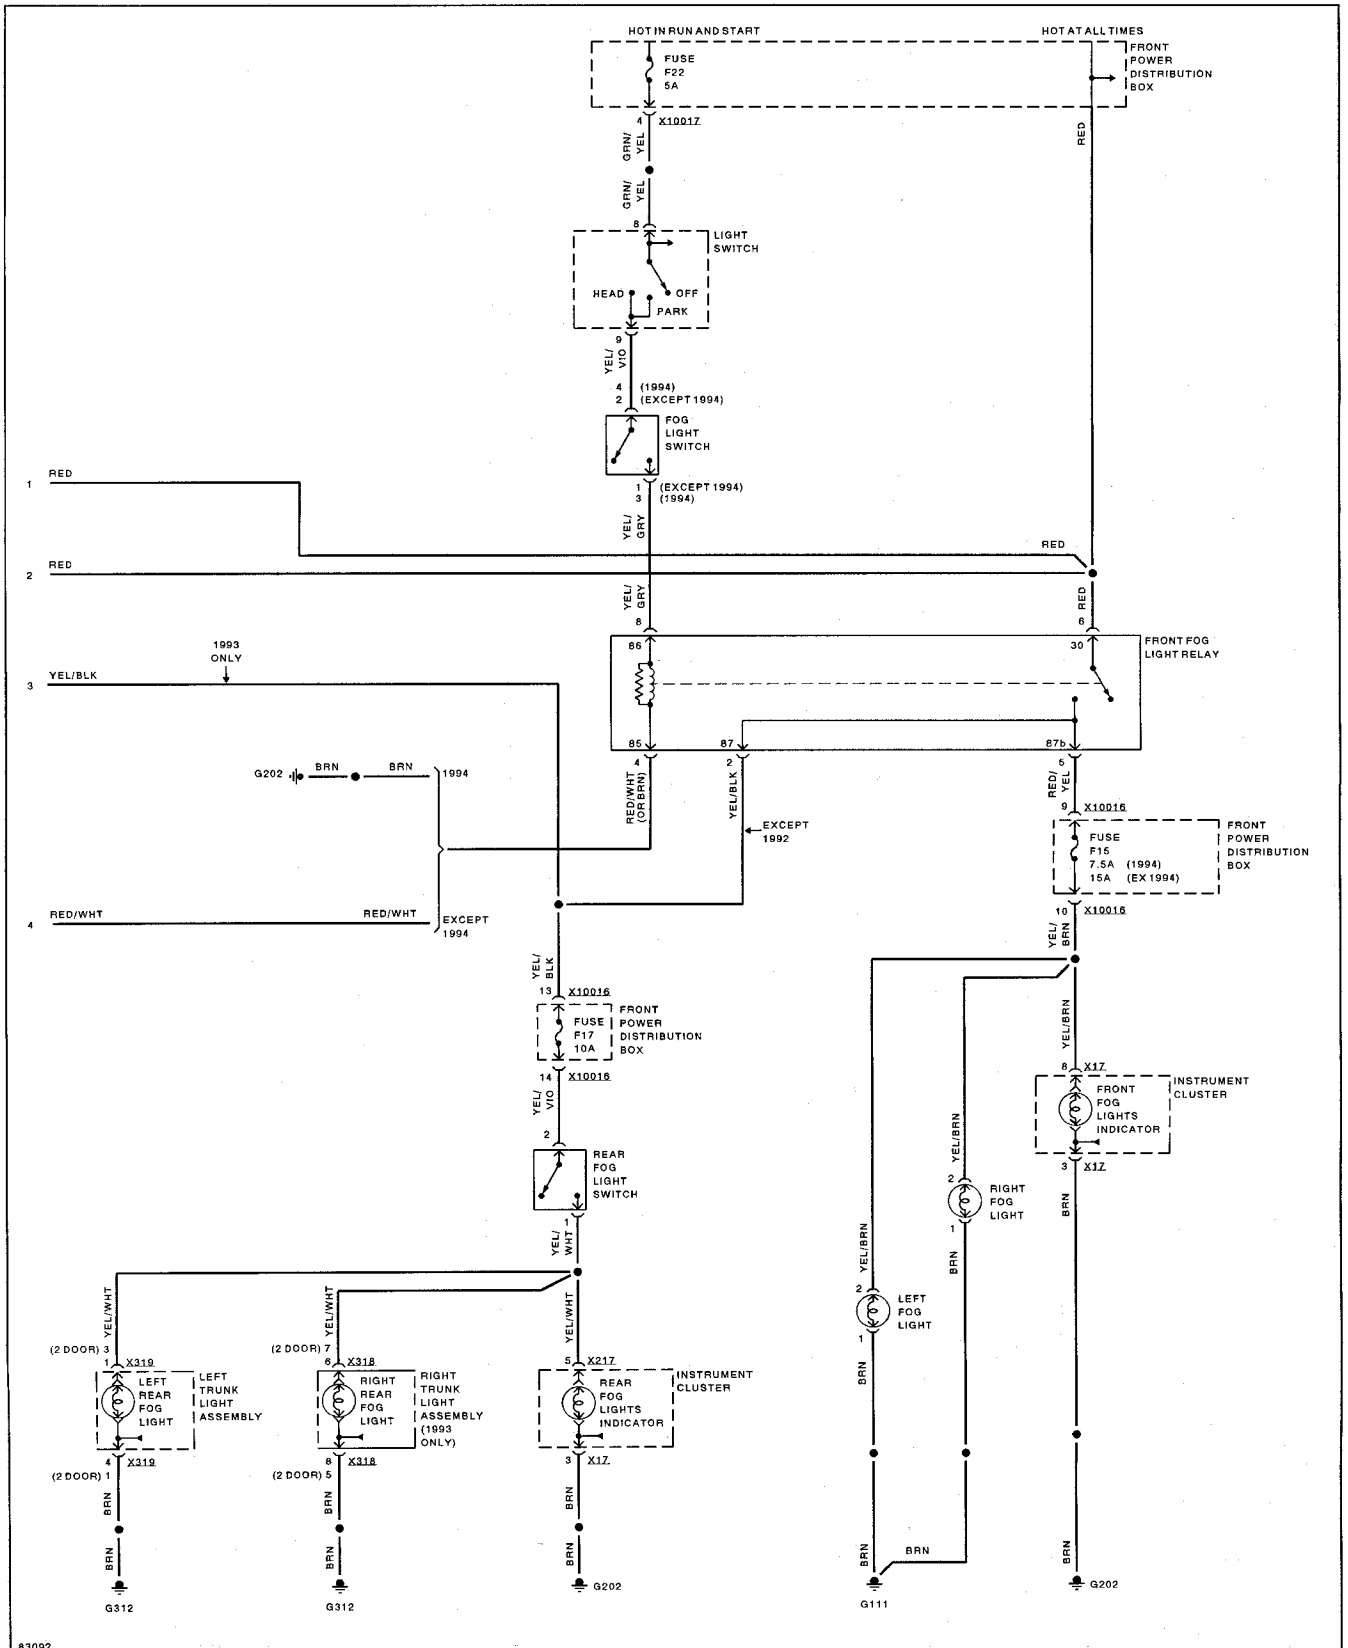 HOT IN RUN AND START
HOT AT ALL TIMES
FUSE
F22
5A
FRONT
POWER
DISTRIBUTION
BOX
4 X10017
GRN/
YEL
RED
GRN/
YEL
8
LIGHT
SWITCH
HEAD
OFF
PARK
9
YEL/
VIO
4 (1994)
2 (EXCEPT 1994)
FOG
LIGHT
SWITCH
1 (EXCEPT 1994)
3 (1994)
1 RED
YEL/
GRY
RED
2 RED
YEL/
GRY
RED
8
6
86
30
FRONT FOG
LIGHT RELAY
1993
ONLY
3 YEL/BLK
85
87
87b
4
2
5
G202 BRN BRN 1994
RED/WHT
(OR BRN)
YEL/BLK
RED/
YEL
EXCEPT
1992
9 X10016
FUSE
F15
7.5A (1994)
15A (EX 1994)
FRONT
POWER
DISTRIBUTION
BOX
10 X10016
4 RED/WHT RED/WHT EXCEPT
1994
YEL/
BRN
YEL/
BLK
13 X10016
FUSE
F17
10A
FRONT
POWER
DISTRIBUTION
BOX
14 X10016
YEL/
VIO
YEL/BRN
8 X17
FRONT
FOG
LIGHTS
INDICATOR
INSTRUMENT
CLUSTER
3 X17
2
REAR
FOG
LIGHT
SWITCH
1
YEL/BRN
2
RIGHT
FOG
LIGHT
1
BRN
YEL/
WHT
YEL/BRN
BRN
2
LEFT
FOG
LIGHT
1
BRN
YEL/WHT
YEL/WHT
YEL/WHT
(2 DOOR) 3
1 X319
LEFT
REAR
FOG
LIGHT
LEFT
TRUNK
LIGHT
ASSEMBLY
4 X319
(2 DOOR) 1
(2 DOOR) 7
6 X318
RIGHT
REAR
FOG
LIGHT
RIGHT
TRUNK
LIGHT
ASSEMBLY
(1993
ONLY)
8 X318
(2 DOOR) 5
5 X217
REAR
FOG
LIGHTS
INDICATOR
INSTRUMENT
CLUSTER
3 X17
BRN
BRN
BRN
BRN
BRN
BRN
BRN
BRN
BRN
G312
G312
G202
G111
G202
83092